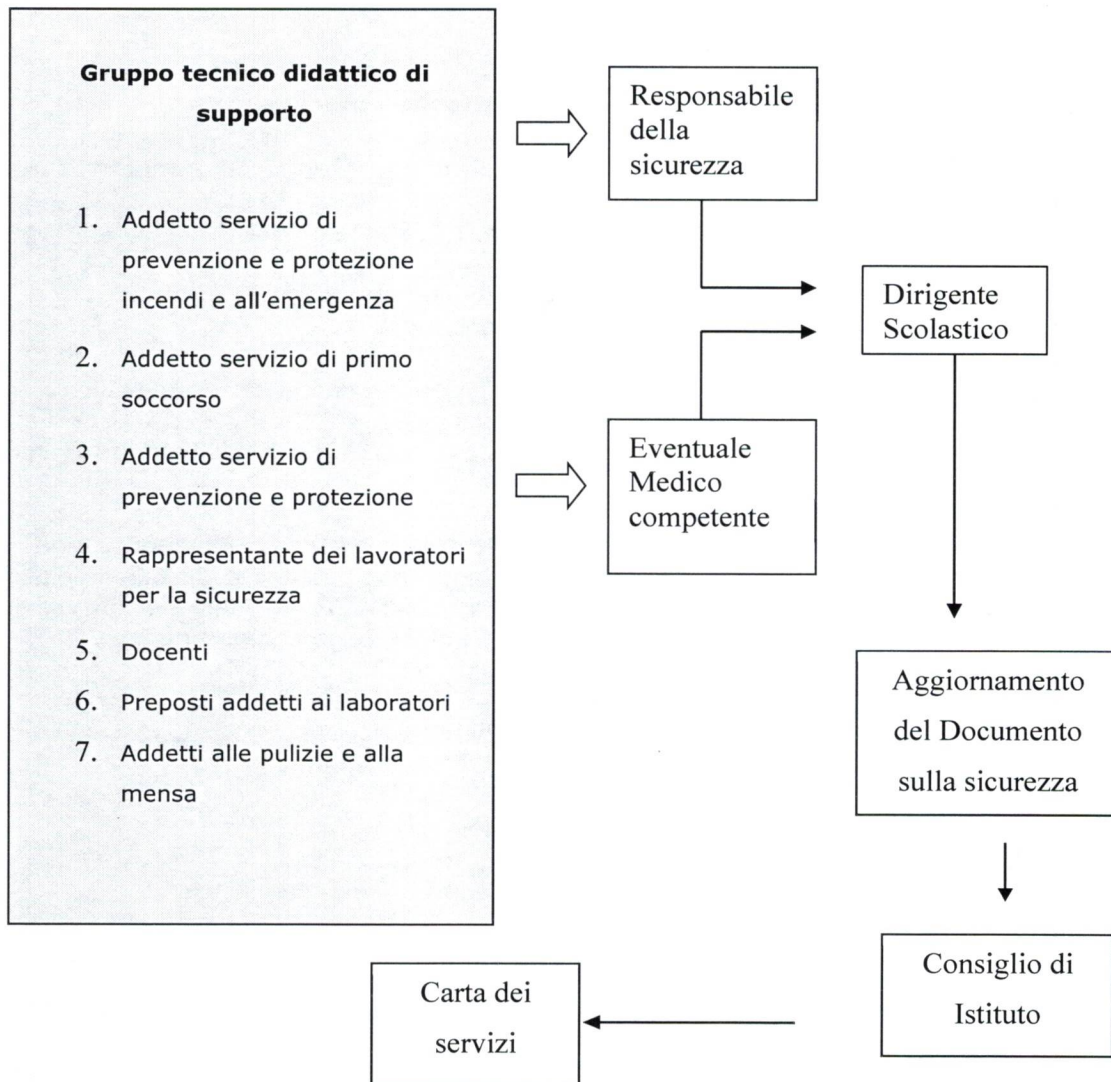 Gruppo tecnico didattico di
supporto
1. Addetto servizio di
prevenzione e protezione
incendi e all'emergenza
2. Addetto servizio di primo
soccorso
3. Addetto servizio di
prevenzione e protezione
4. Rappresentante dei lavoratori
per la sicurezza
5. Docenti
6. Preposti addetti ai laboratori
7. Addetti alle pulizie e alla
mensa
Responsabile
della
sicurezza
Eventuale
Medico
competente
Dirigente
Scolastico
Aggiornamento
del Documento
sulla sicurezza
Consiglio di
Istituto
Carta dei
servizi